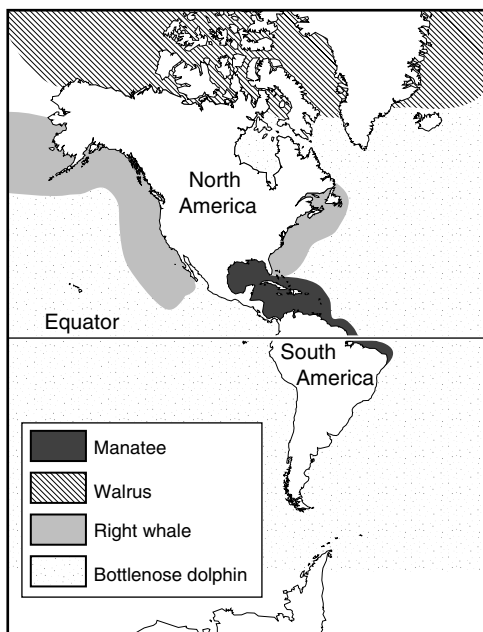 North
America
Equator
South
America
Manatee
Walrus
Right whale
Bottlenose dolphin